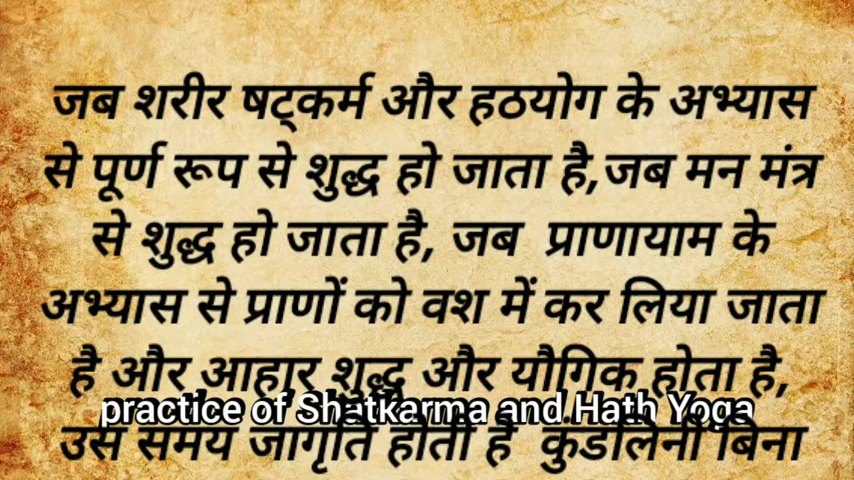 जब शरीर षट्कर्म और हठयोग के अभ्यास
से पूर्ण रूप से शुद्ध हो जाता है,जब मन मंत्र
से शुद्ध हो जाता है, जब प्राणायाम के
अभ्यास से प्राणों को वश में कर लिया जाता
है और आहार शुद्ध और यौगिक होता है,
practice of Shatkarma and Hath Yoga
उस समय जागृति होती है कुंडलिनी बिना